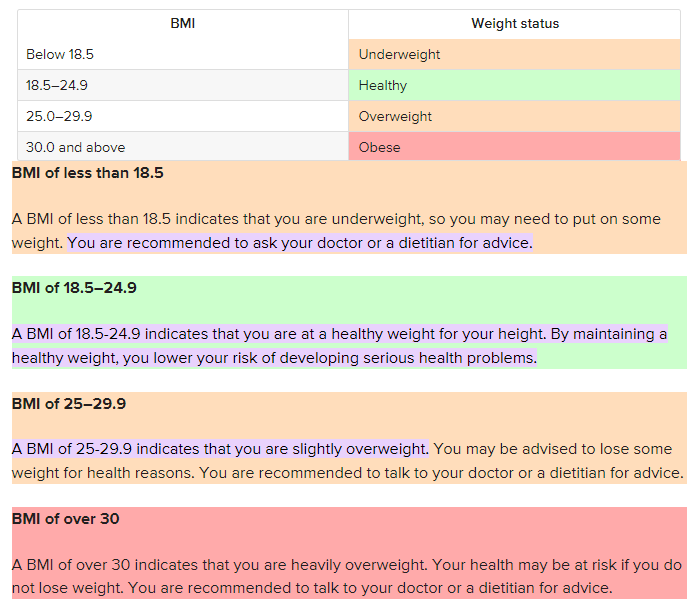 BMI Weight status
Below 18.5 Underweight
18.5–24.9 Healthy
25.0–29.9 Overweight
30.0 and above Obese
BMI of less than 18.5
A BMI of less than 18.5 indicates that you are underweight, so you may need to put on some
weight. You are recommended to ask your doctor or a dietitian for advice.
BMI of 18.5–24.9
A BMI of 18.5-24.9 indicates that you are at a healthy weight for your height. By maintaining a
healthy weight, you lower your risk of developing serious health problems.
BMI of 25–29.9
A BMI of 25-29.9 indicates that you are slightly overweight. You may be advised to lose some
weight for health reasons. You are recommended to talk to your doctor or a dietitian for advice.
BMI of over 30
A BMI of over 30 indicates that you are heavily overweight. Your health may be at risk if you do
not lose weight. You are recommended to talk to your doctor or a dietitian for advice.